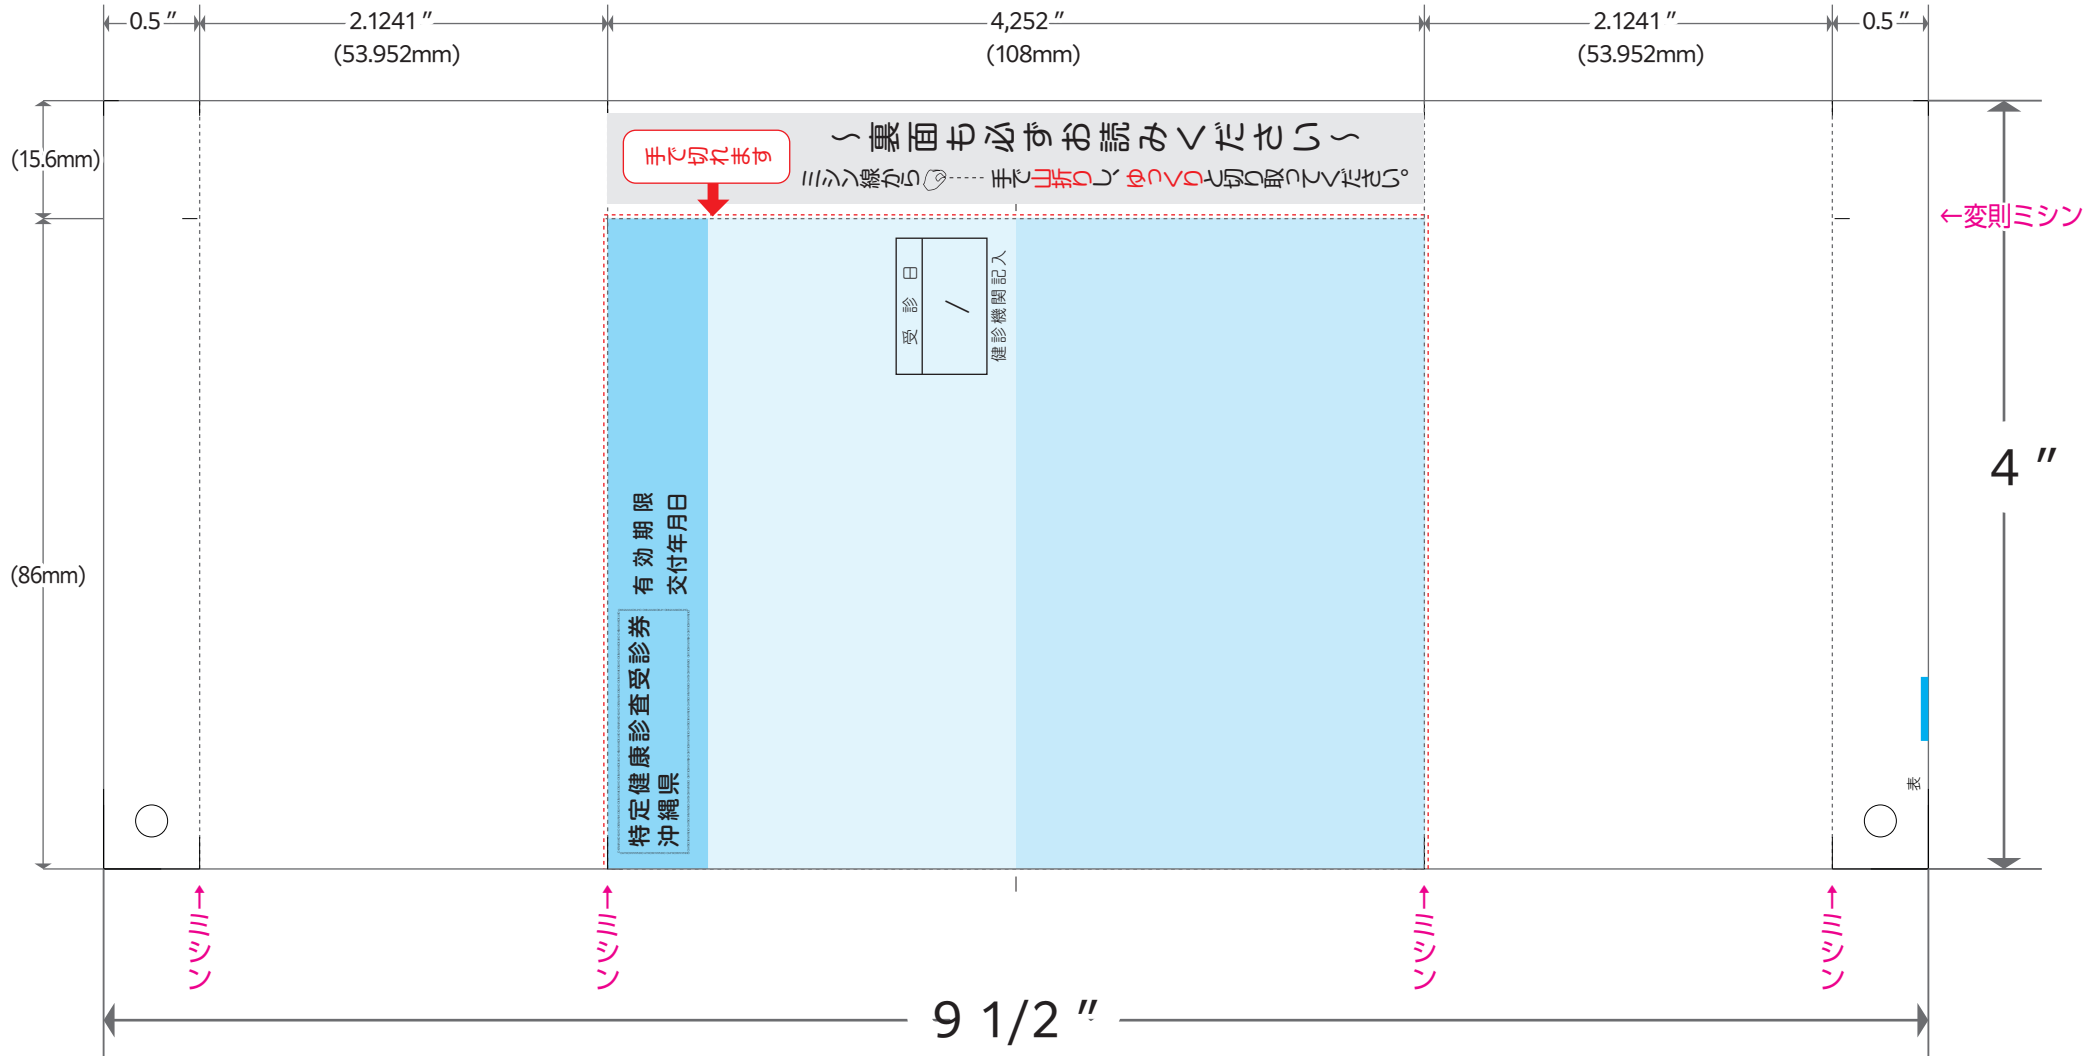 0.5 ″
2.1241 ″
(53.952mm)
4,252 ″
(108mm)
2.1241 ″
(53.952mm)
0.5 ″
(15.6mm)
手で切れます
~裏面も必ずお読みください~
ミシン線から 手で山折りし、ゆっくりと切り取ってください。
←変則ミシン
受診日
/
健診機関記入
4 ″
(86mm)
有効期限
交付年月日
特定健康診査受診券
沖縄県
表
←ミシン
←ミシン
←ミシン
←ミシン
9 1/2 ″